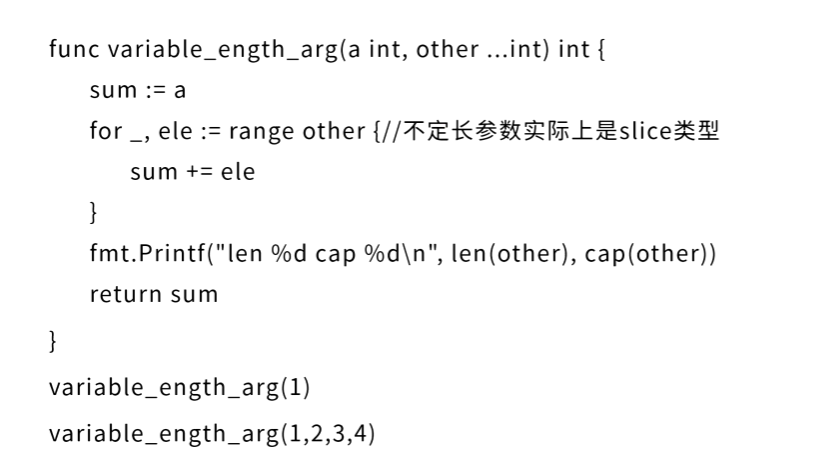 func variable_ength_arg(a int, other ...int) int {
sum := a
for _, ele := range other {//不定长参数实际上是slice类型
sum += ele
}
fmt.Printf("len %d cap %d\n", len(other), cap(other))
return sum
}
variable_ength_arg(1)
variable_ength_arg(1,2,3,4)